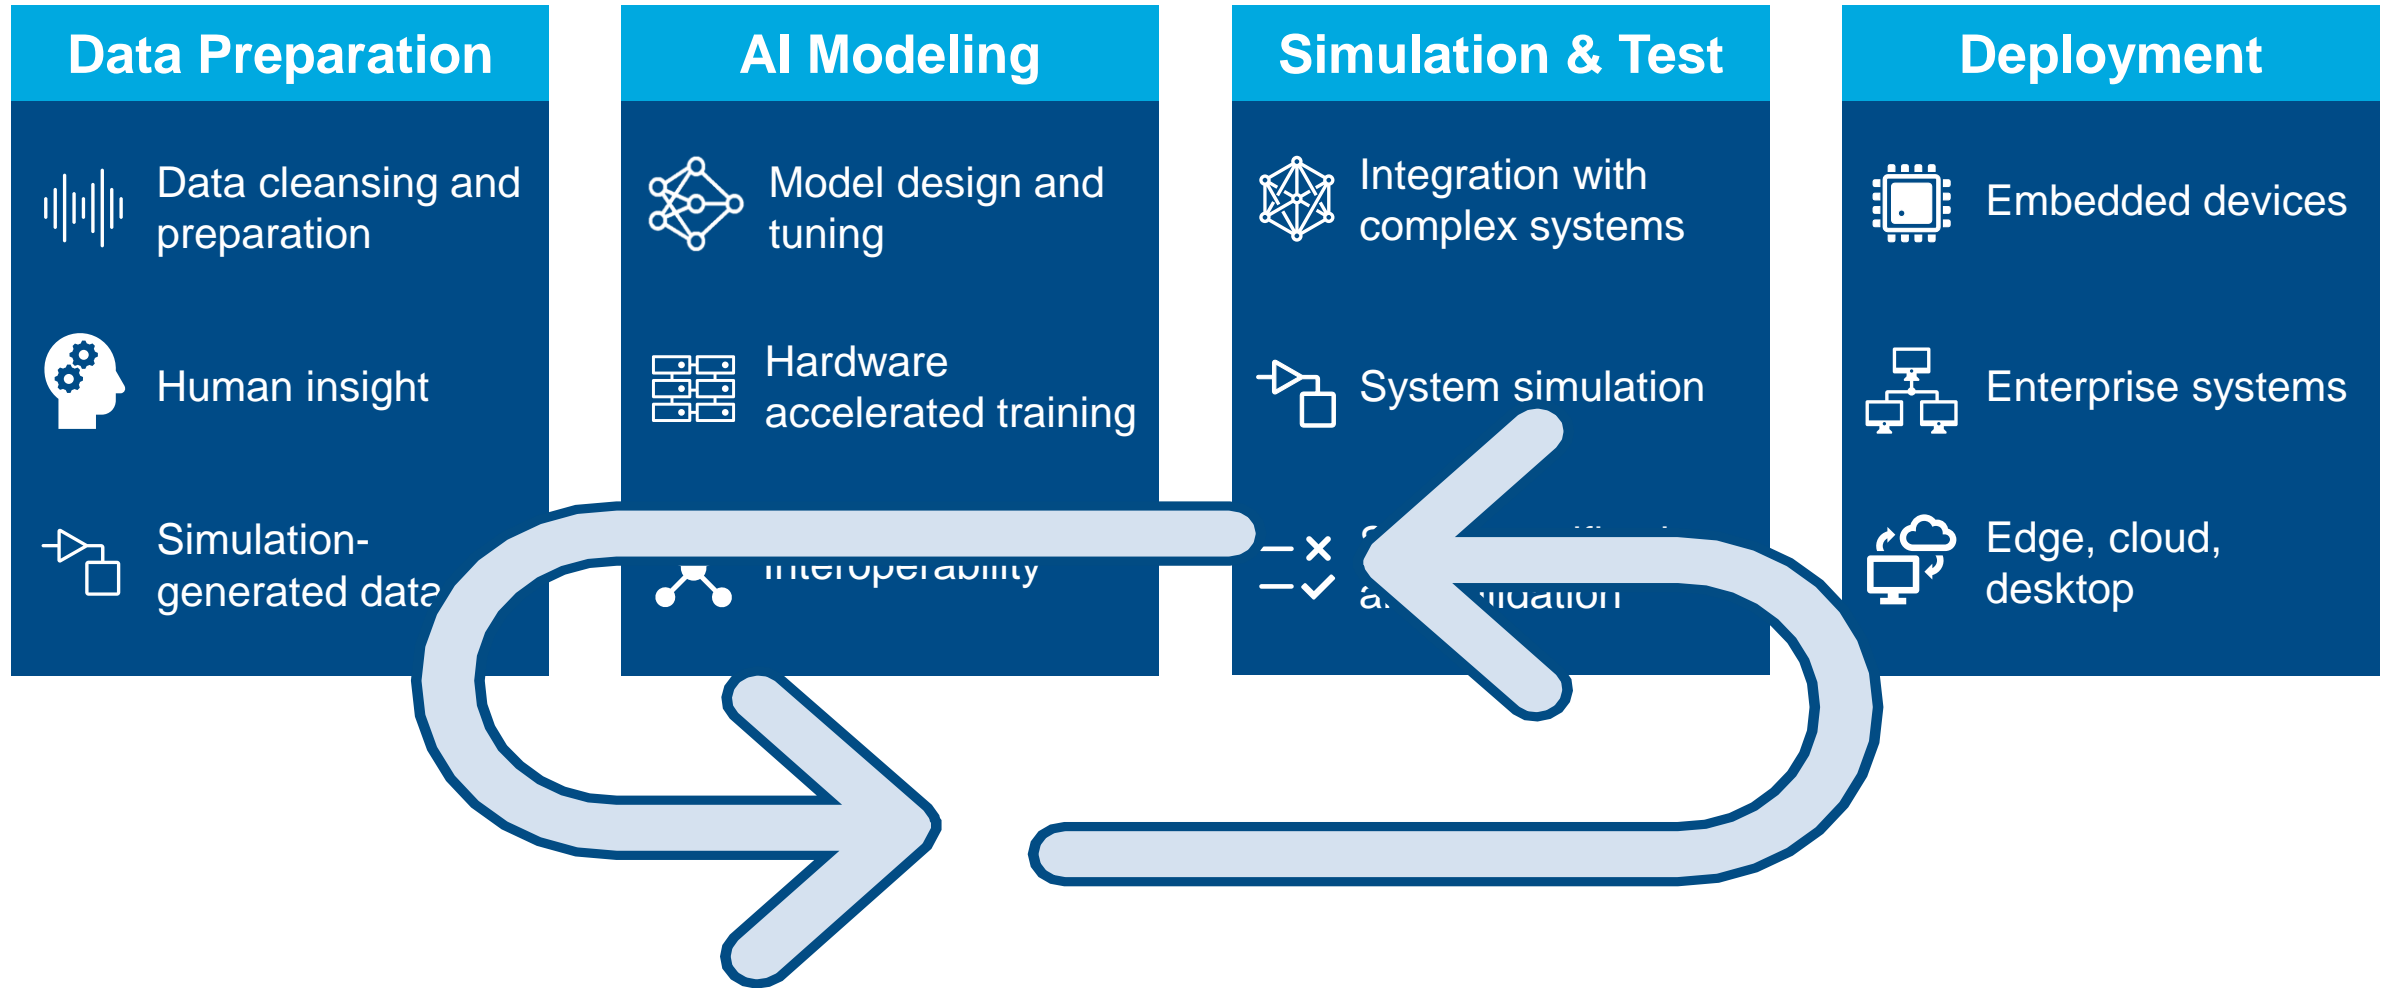 Data Preparation
Data cleansing and
preparation
Human insight
Simulation-
generated data
AI Modeling
Model design and
tuning
Hardware
accelerated training
Interoperability
Simulation & Test
Integration with
complex systems
System simulation
Deployment
Embedded devices
Enterprise systems
Edge, cloud,
desktop